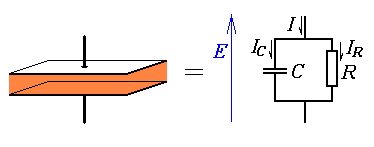 I
E = I_C I_R
C R